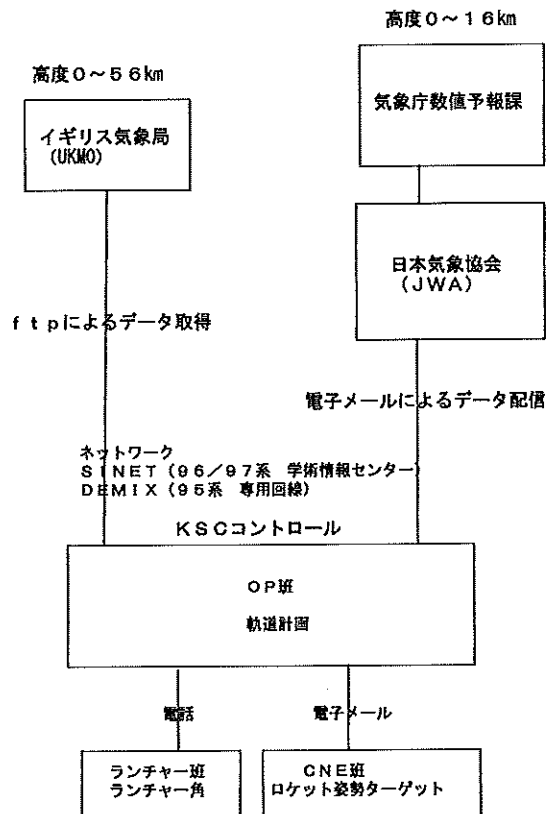 高度０～１６km
高度０～５６km
気象庁数値予報課
イギリス気象局
(UKMO)
日本気象協会
(ＪＷＡ)
ｆｔｐによるデータ取得
電子メールによるデータ配信
ネットワーク
ＳＩＮＥＴ（９６／９７系　学術情報センター）
ＤＥＭＩＸ（９５系　専用回線）
ＫＳＣコントロール
ＯＰ班
軌道計画
電話
電子メール
ランチャー班
ランチャー角
ＣＮＥ班
ロケット姿勢ターゲット